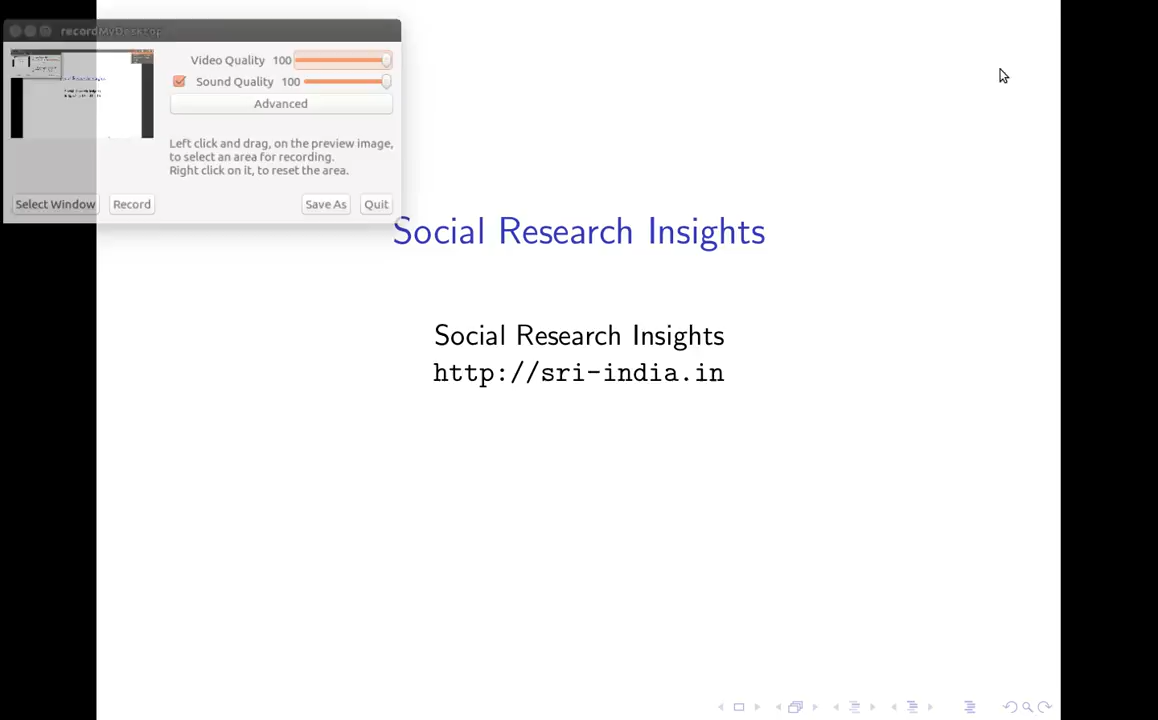 recordMyDesktop
Video Quality 100
Sound Quality 100
Advanced
Left click and drag, on the preview image,
to select an area for recording.
Right click on it, to reset the area.
Select Window Record Save As Quit
Social Research Insights
Social Research Insights
http://sri-india.in